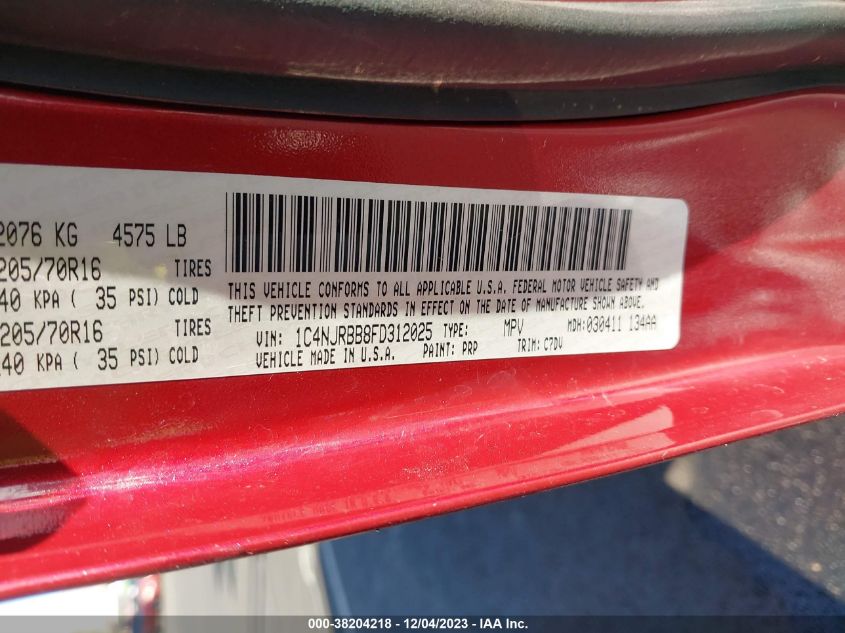 2076 KG 4575 LB
205/70R16 TIRES
40 KPA ( 35 PSI) COLD
205/70R16 TIRES
40 KPA ( 35 PSI) COLD
THIS VEHICLE CONFORMS TO ALL APPLICABLE U.S.A. FEDERAL MOTOR VEHICLE SAFETY AND
THEFT PREVENTION STANDARDS IN EFFECT ON THE DATE OF MANUFACTURE SHOWN ABOVE.
VIN: 1C4NJRBB8FD312025 TYPE: MPV MDH:030411 134AA
VEHICLE MADE IN U.S.A. PAINT: PRP TRIM: C7DV
000-38204218 - 12/04/2023 - IAA Inc.